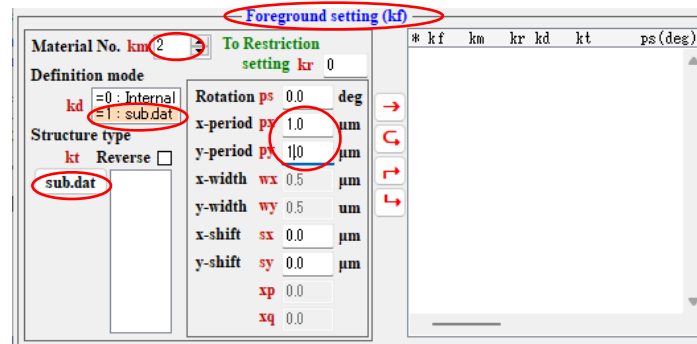 Foreground setting (kf)
Material No. km 2
To Restriction
setting kr 0
Definition mode
kd =0 : Internal
=1 : sub.dat
Structure type
kt Reverse
sub.dat
Rotation ps 0.0 deg
x-period px 1.0 μm
y-period py 1.0 μm
x-width wx 0.5 μm
y-width wy 0.5 um
x-shift sx 0.0 μm
y-shift sy 0.0 μm
xp 0.0
xq 0.0
* kf km kr kd kt ps(deg)